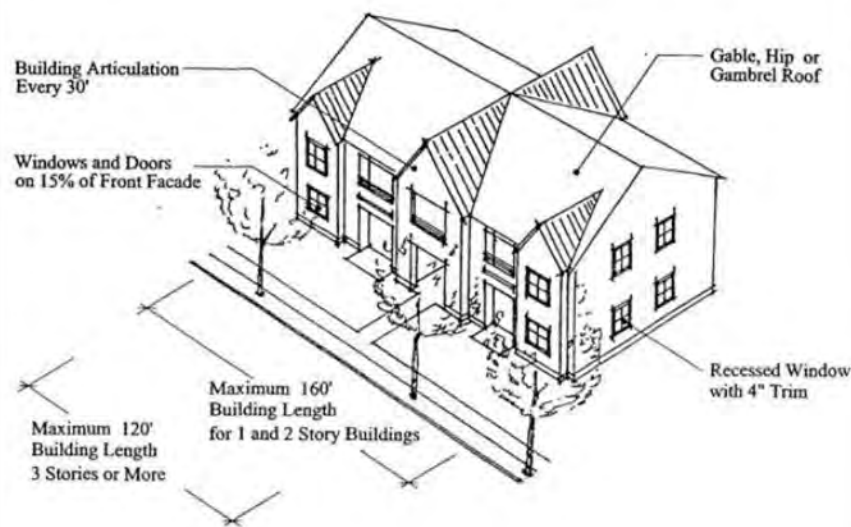 Building Articulation
Every 30'
Gable, Hip or
Gambrel Roof
Windows and Doors
on 15% of Front Facade
Recessed Window
with 4" Trim
Maximum 160'
Building Length
for 1 and 2 Story Buildings
Maximum 120'
Building Length
3 Stories or More